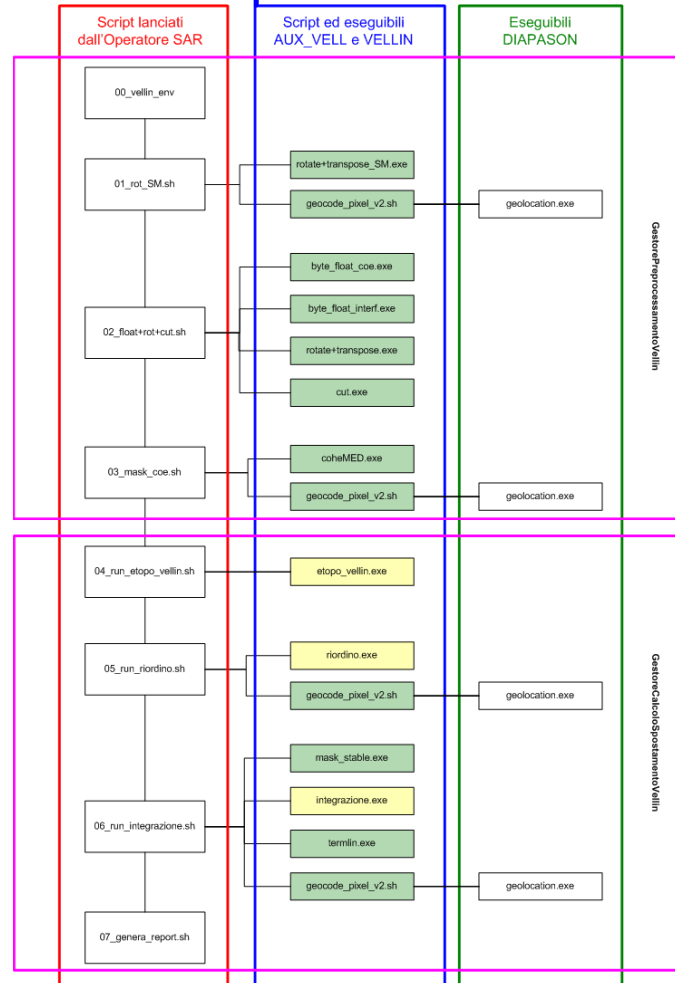 Script lanciati
dall'Operatore SAR
Script ed eseguibili
AUX_VELL e VELLIN
Eseguibili
DIAPASON
00_vellin_env
01_rot_SM.sh
rotate+transpose_SM.exe
geocode_pixel_v2.sh
geolocation.exe
02_float+rot+cut.sh
byte_float_coe.exe
byte_float_interf.exe
rotate+transpose.exe
cut.exe
03_mask_coe.sh
coheMED.exe
geocode_pixel_v2.sh
geolocation.exe
GestorePreprocessamentoVellin
04_run_etopo_vellin.sh
etopo_vellin.exe
05_run_riordino.sh
riordino.exe
geocode_pixel_v2.sh
geolocation.exe
06_run_integrazione.sh
mask_stable.exe
integrazione.exe
termlin.exe
geocode_pixel_v2.sh
geolocation.exe
07_genera_report.sh
GestoreCalcoloSpostamentoVellin